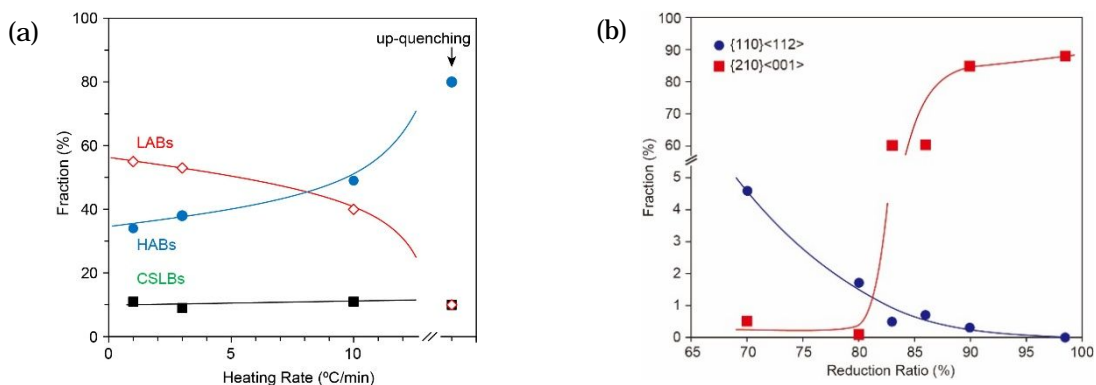 (a)
100
80
60
40
20
0
Fraction (%)
up-quenching
LABs
HABs
CSLBs
0 5 10
Heating Rate (ºC/min)
(b)
100
90
80
70
60
5
4
3
2
1
0
Fraction (%)
{110}<112>
{210}<001>
65 70 75 80 85 90 95 100
Reduction Ratio (%)